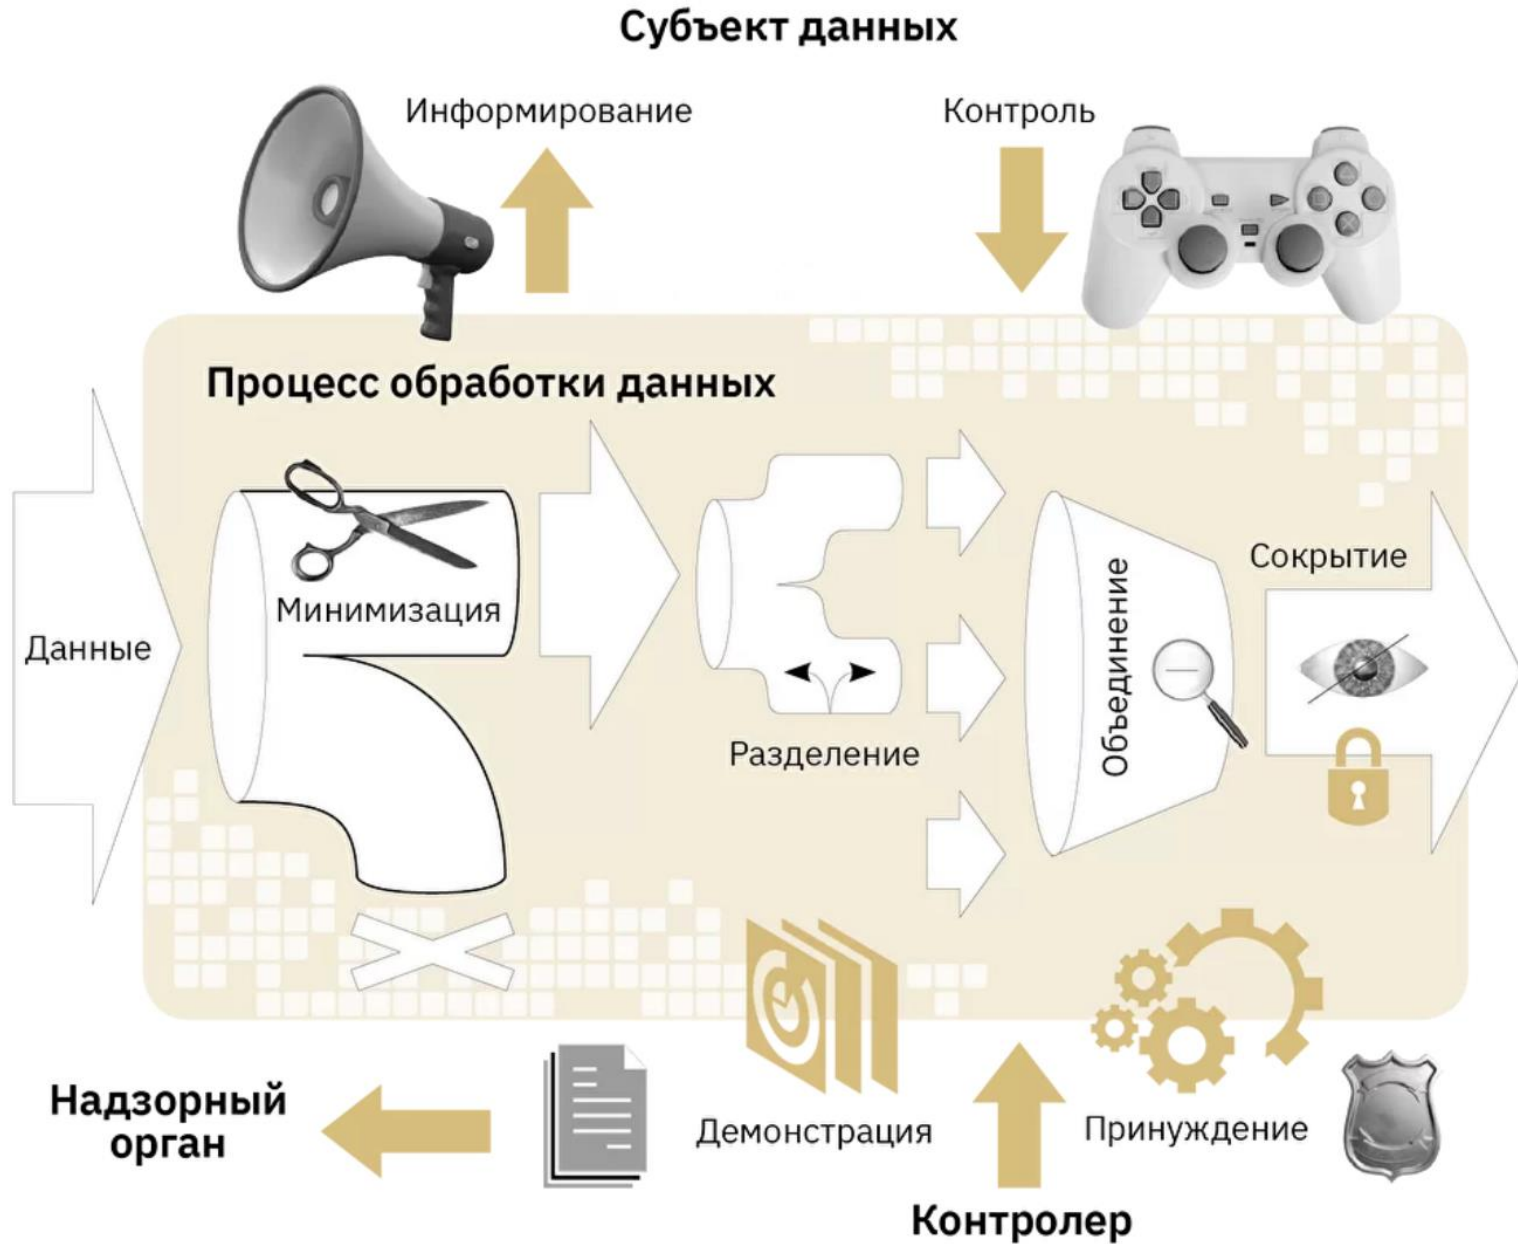 Субъект данных
Информирование
Контроль
Процесс обработки данных
Данные
Минимизация
Разделение
Объединение
Сокрытие
Надзорный
орган
Демонстрация
Принуждение
Контролер